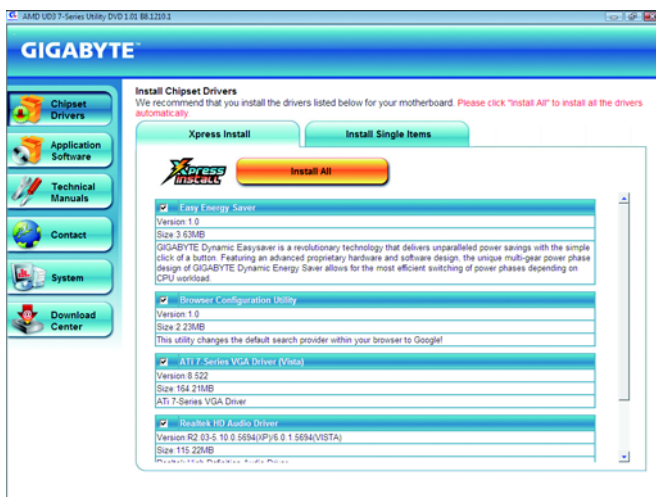 AMD UD3 7-Series Utility DVD 1.01 B8.1210.1
GIGABYTE™
Chipset
Drivers
Application
Software
Technical
Manuals
Contact
System
Download
Center
Install Chipset Drivers
We recommend that you install the drivers listed below for your motherboard. Please click "Install All" to install all the drivers
automatically.
Xpress Install
Install Single Items
Xpress
INSTALL
Install All
Easy Energy Saver
Version:1.0
Size:3.63MB
GIGABYTE Dynamic Easysaver is a revolutionary technology that delivers unparalleled power savings with the simple
click of a button. Featuring an advanced proprietary hardware and software design, the unique multi-gear power phase
design of GIGABYTE Dynamic Energy Saver allows for the most efficient switching of power phases depending on
CPU workload.
Browser Configuration Utility
Version:1.0
Size:2.23MB
This utility changes the default search provider within your browser to Google!
ATi 7-Series VGA Driver (Vista)
Version:8.522
Size:164.21MB
ATi 7-Series VGA Driver
Realtek HD Audio Driver
Version:R2.03-5.10.0.5694(XP)/6.0.1.5694(VISTA)
Size:115.22MB
Realtek High Definition Audio Driver